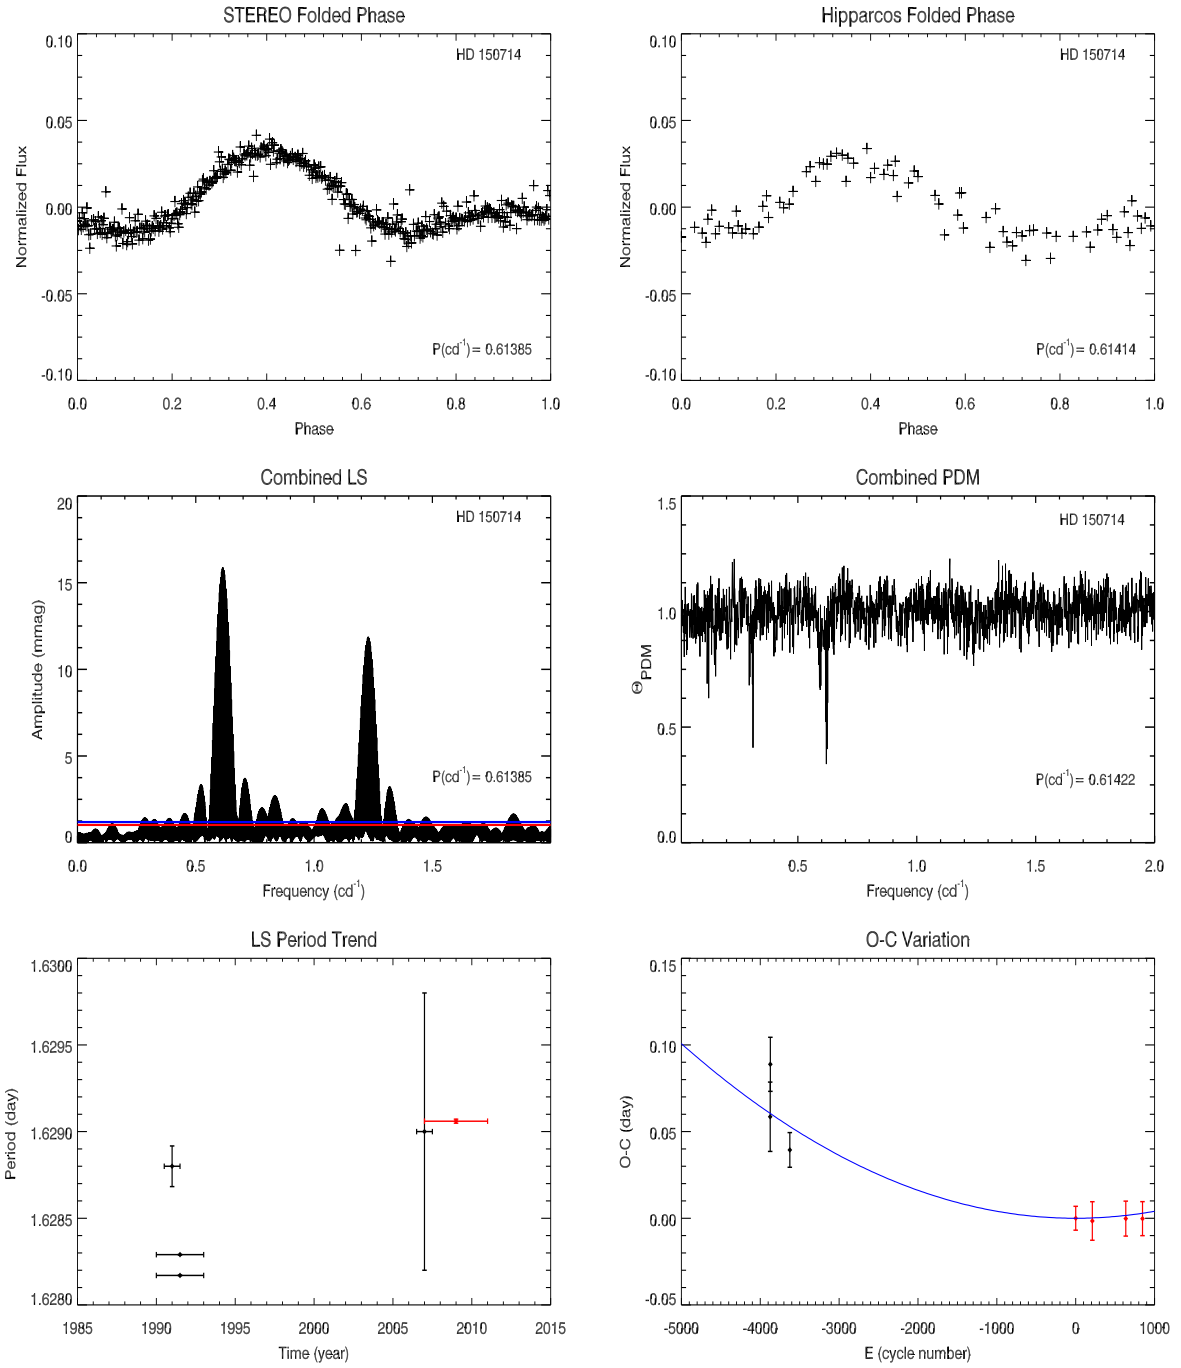 STEREO Folded Phase
HD 150714
Normalized Flux
0.10
0.05
0.00
-0.05
-0.10
P(cd-1)= 0.61385
0.0 0.2 0.4 0.6 0.8 1.0
Phase
Hipparcos Folded Phase
HD 150714
Normalized Flux
0.10
0.05
0.00
-0.05
-0.10
P(cd-1)= 0.61414
0.0 0.2 0.4 0.6 0.8 1.0
Phase
Combined LS
HD 150714
Amplitude (mmag)
20
15
10
5
0
P(cd-1)= 0.61385
0.0 0.5 1.0 1.5
Frequency (cd-1)
Combined PDM
HD 150714
ΘPDM
1.5
1.0
0.5
0.0
P(cd-1)= 0.61422
0.5 1.0 1.5 2.0
Frequency (cd-1)
LS Period Trend
Period (day)
1.6300
1.6295
1.6290
1.6285
1.6280
1985 1990 1995 2000 2005 2010 2015
Time (year)
O-C Variation
O-C (day)
0.15
0.10
0.05
0.00
-0.05
-5000 -4000 -3000 -2000 -1000 0 1000
E (cycle number)